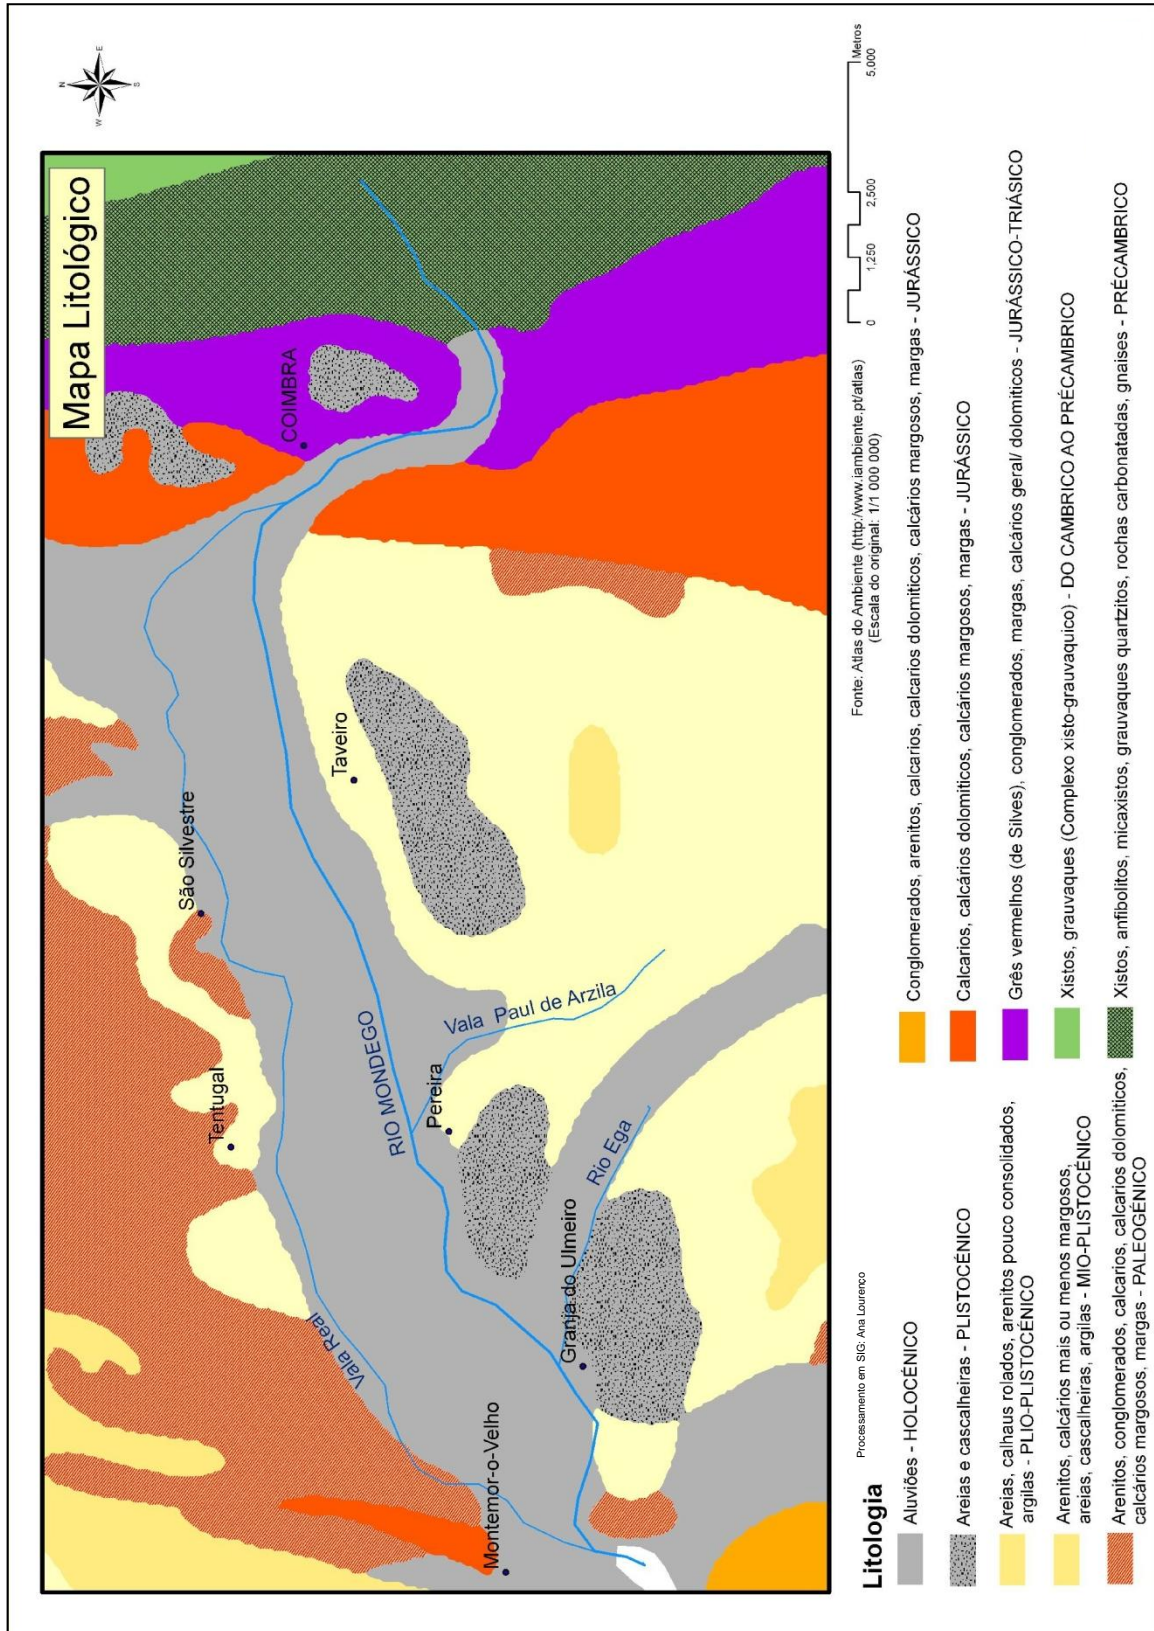 Mapa Litológico
N
E
S
W
COIMBRA
São Silvestre
Taveiro
Tentugal
RIO MONDEGO
Vala Paul de Arzila
Pereira
Rio Ega
Vala Real
Granja do Ulmeiro
Montemor-o-Velho
Processamento em SIG: Ana Lourenço
Fonte: Atlas do Ambiente (http:/www.iambiente.pt/atlas)
(Escala do original: 1/1 000 000)
0 1.250 2.500 5.000
Metros
Litologia
Aluviões - HOLOCÉNICO
Areias e cascalheiras - PLISTOCÉNICO
Areias, calhaus rolados, arenitos pouco consolidados,
argilas - PLIO-PLISTOCÉNICO
Arenitos, calcários mais ou menos margosos,
areias, cascalheiras, argilas - MIO-PLISTOCÉNICO
Arenitos, conglomerados, calcarios, calcarios dolomiticos,
calcários margosos, margas - PALEOGÉNICO
Conglomerados, arenitos, calcarios, calcarios dolomiticos, calcários margosos, margas - JURÁSSICO
Calcarios, calcários dolomiticos, calcários margosos, margas - JURÁSSICO
Grês vermelhos (de Silves), conglomerados, margas, calcários geral/ dolomiticos - JURÁSSICO-TRIÁSICO
Xistos, grauvaques (Complexo xisto-grauvaquico) - DO CAMBRICO AO PRÉCAMBRICO
Xistos, anfibolitos, micaxistos, grauvaques quartzitos, rochas carbonatadas, gnaises - PRÉCAMBRICO